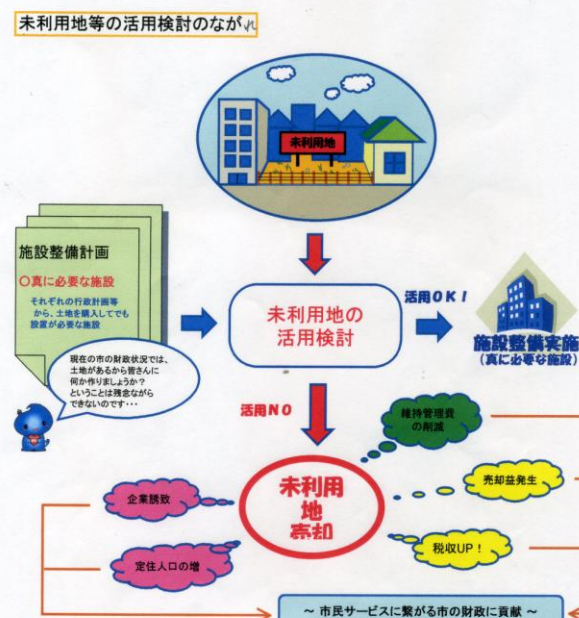 未利用地等の活用検討のながれ
未利用地
施設整備計画
〇真に必要な施設
それぞれの行政計画等
から、土地を購入してでも
設置が必要な施設
未利用地の
活用検討
活用OK!
施設整備実施
(真に必要な施設)
現在の市の財政状況では、
土地があるから皆さんに
何か作りましょうか?
ということは残念ながら
できないのです・・・
活用NO
維持管理費
の削減
未利用
地
売却
企業誘致
売却益発生
定住人口の増
税収UP!
~ 市民サービスに繋がる市の財政に貢献 ~